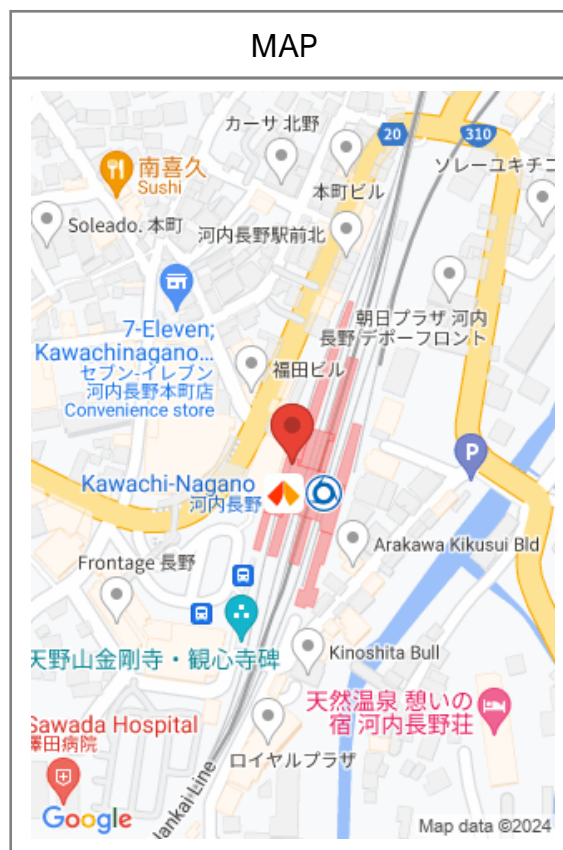 MAP
カーサ 北野
20
310
南喜久
Sushi
本町ビル
ソレーユキチコ
Soleado. 本町
河内長野駅前北
7-Eleven;
Kawachinagano...
セブン-イレブン
河内長野本町店
Convenience store
朝日プラザ 河内
長野 デポーフロント
福田ビル
P
Kawachi-Nagano
河内長野
Arakawa Kikusui Bld
Frontage 長野
天野山金剛寺・観心寺碑
Kinoshita Bull
天然温泉 憩いの
宿 河内長野荘
Sawada Hospital
澤田病院
ロイヤルプラザ
Nankai Line
Google
Map data ©2024